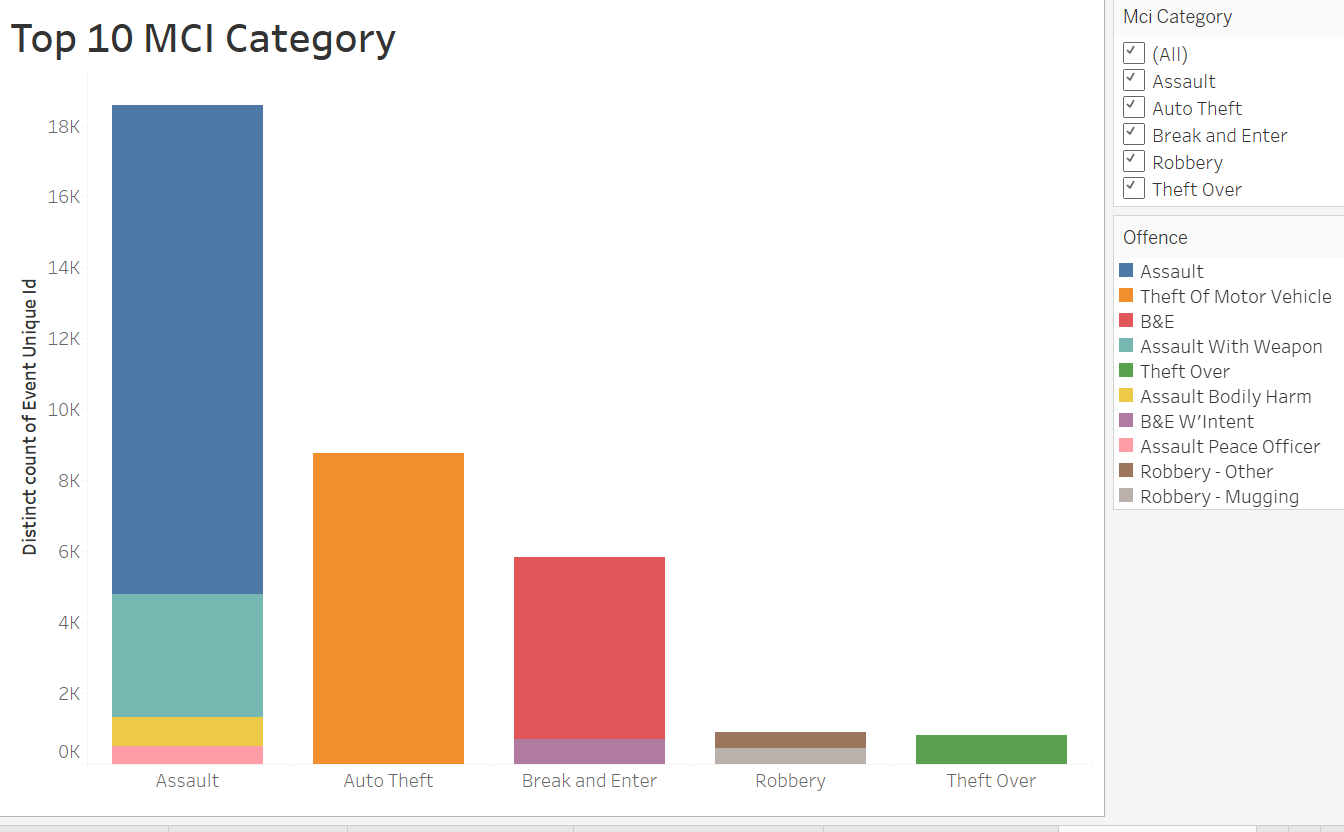 Top 10 MCI Category
Distinct count of Event Unique Id
18K
16K
14K
12K
10K
8K
6K
4K
2K
0K
Assault
Auto Theft
Break and Enter
Robbery
Theft Over
Mci Category
(All)
Assault
Auto Theft
Break and Enter
Robbery
Theft Over
Offence
Assault
Theft Of Motor Vehicle
B&E
Assault With Weapon
Theft Over
Assault Bodily Harm
B&E W'Intent
Assault Peace Officer
Robbery - Other
Robbery - Mugging